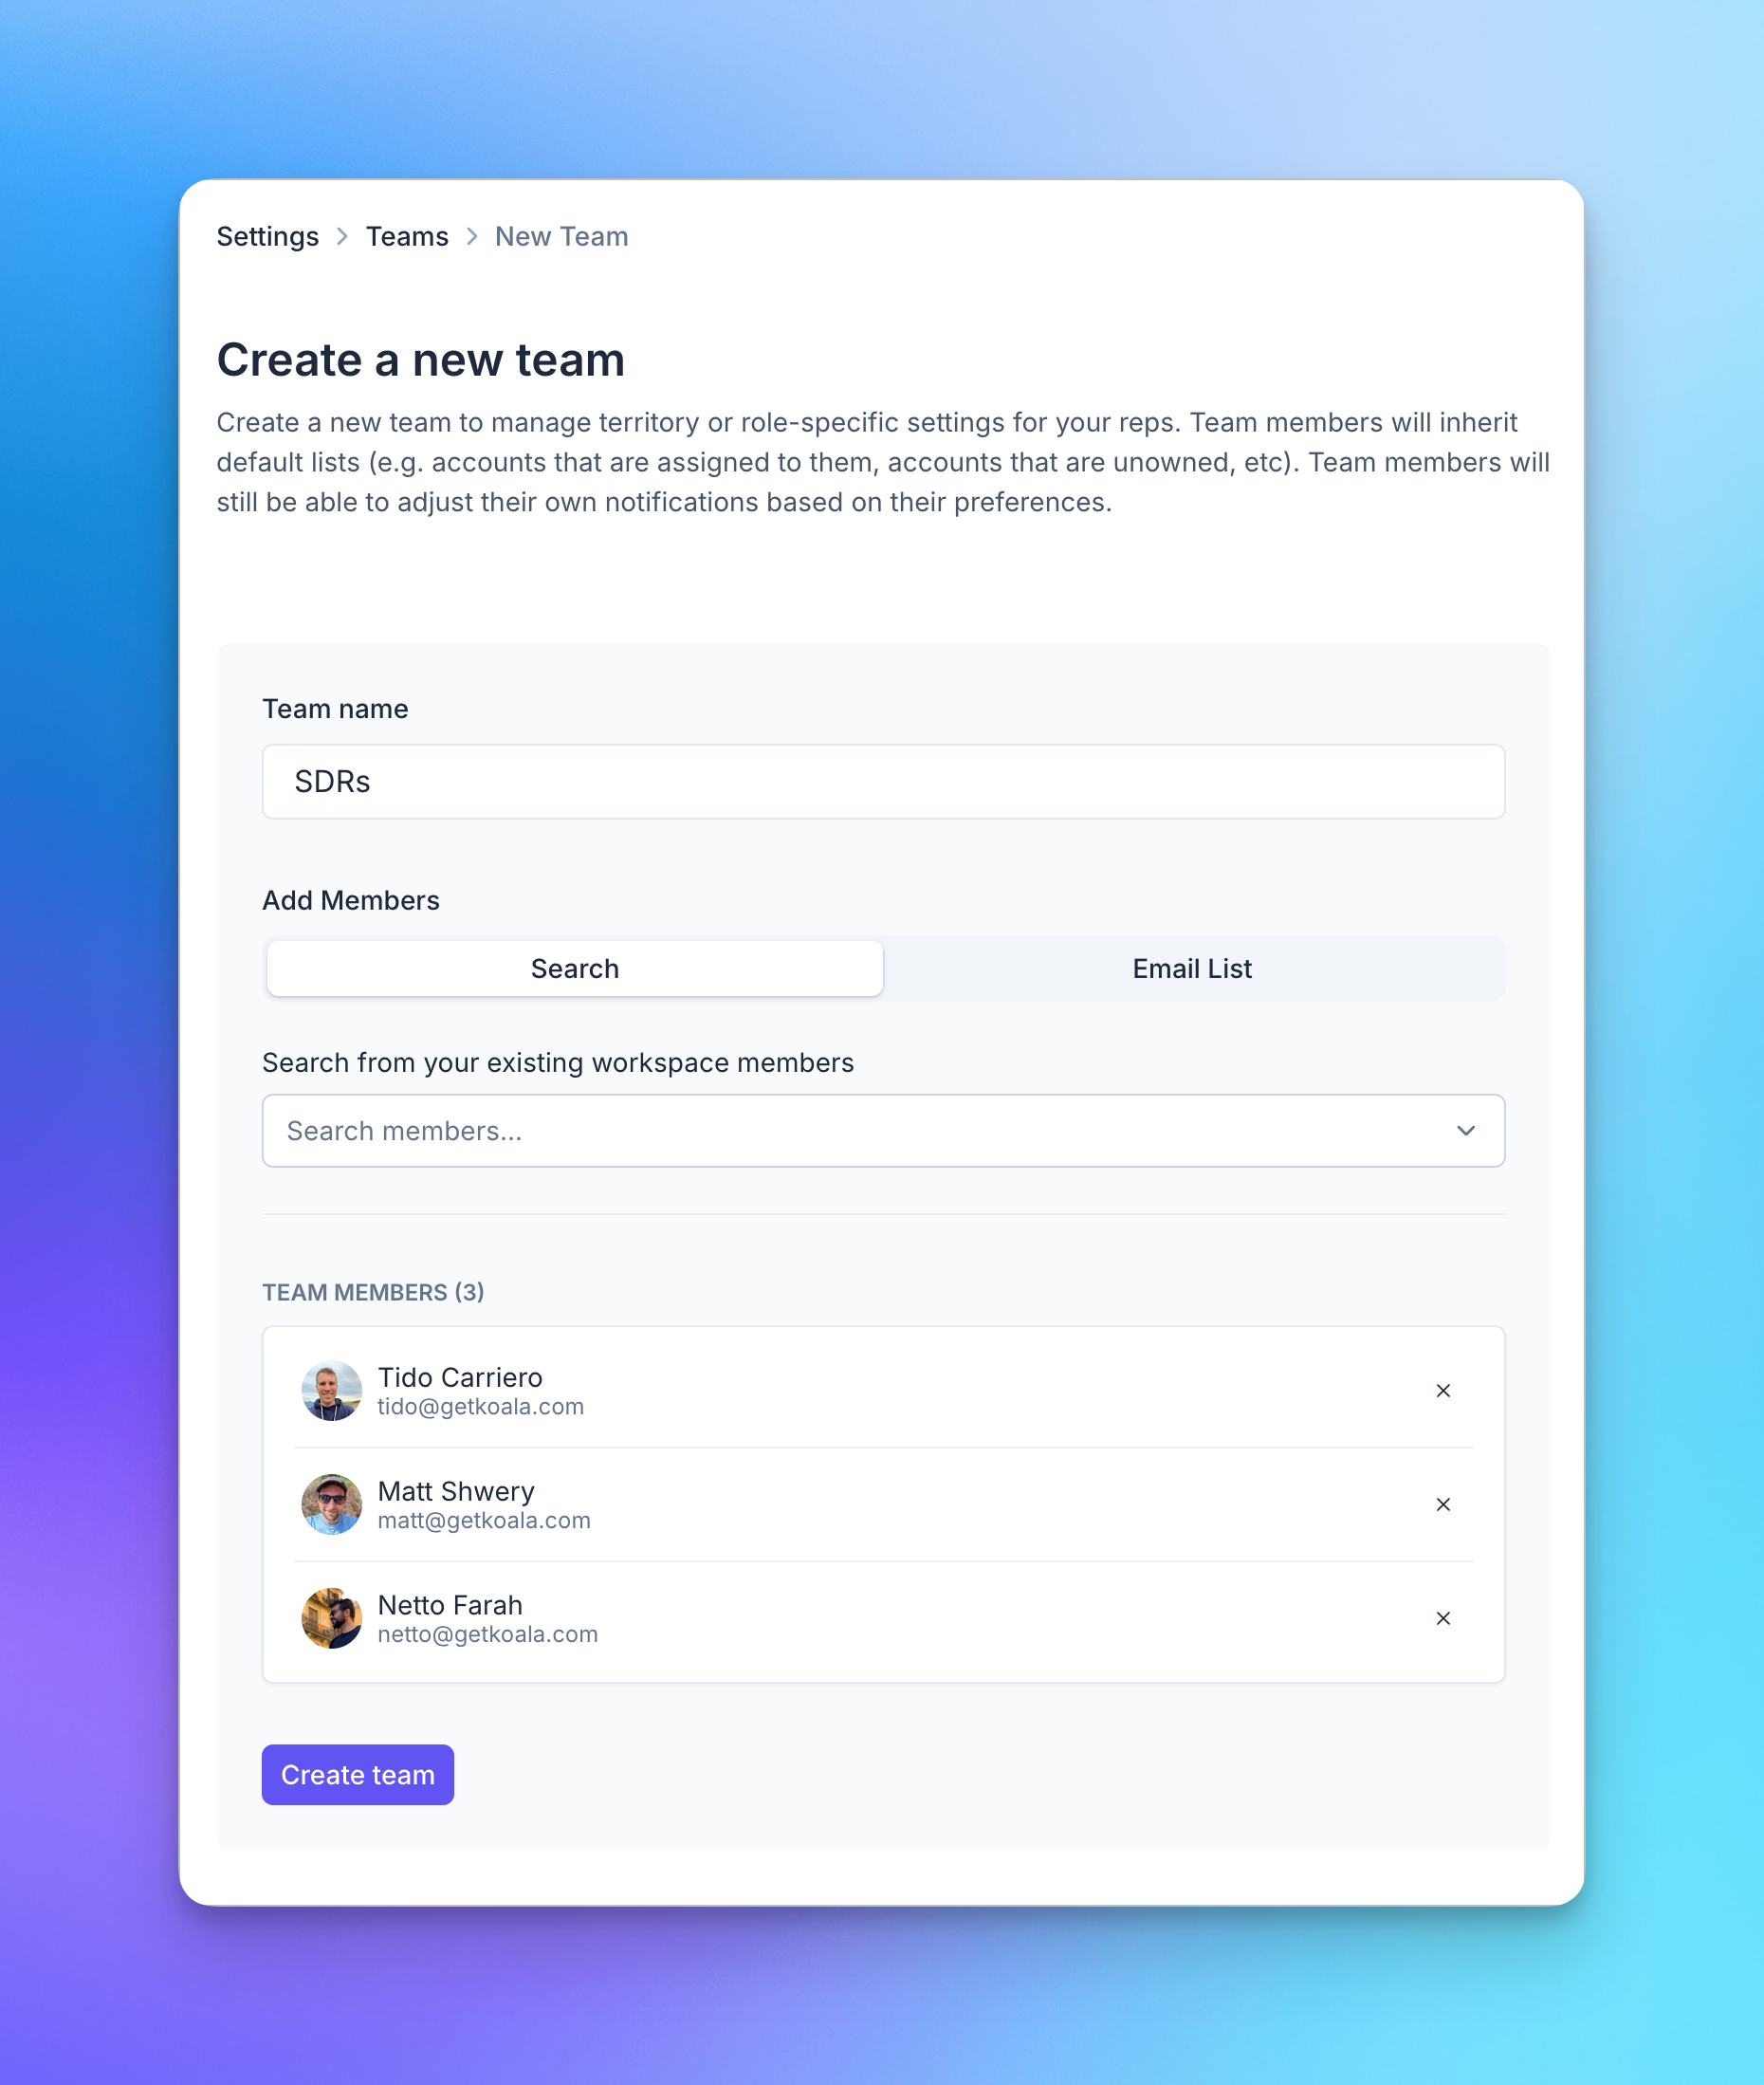 Settings > Teams > New Team
Create a new team
Create a new team to manage territory or role-specific settings for your reps. Team members will inherit
default lists (e.g. accounts that are assigned to them, accounts that are unowned, etc). Team members will
still be able to adjust their own notifications based on their preferences.
Team name
SDRs
Add Members
Search Email List
Search from your existing workspace members
Search members...
TEAM MEMBERS (3)
Tido Carriero
tido@getkoala.com
Matt Shwery
matt@getkoala.com
Netto Farah
netto@getkoala.com
Create team